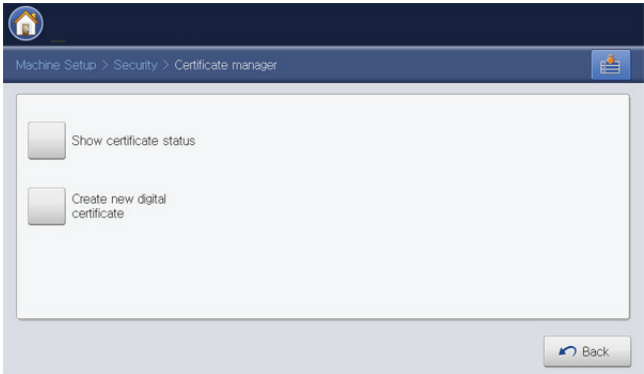 Machine Setup > Security > Certificate manager
Show certificate status
Create new digital
certificate
Back